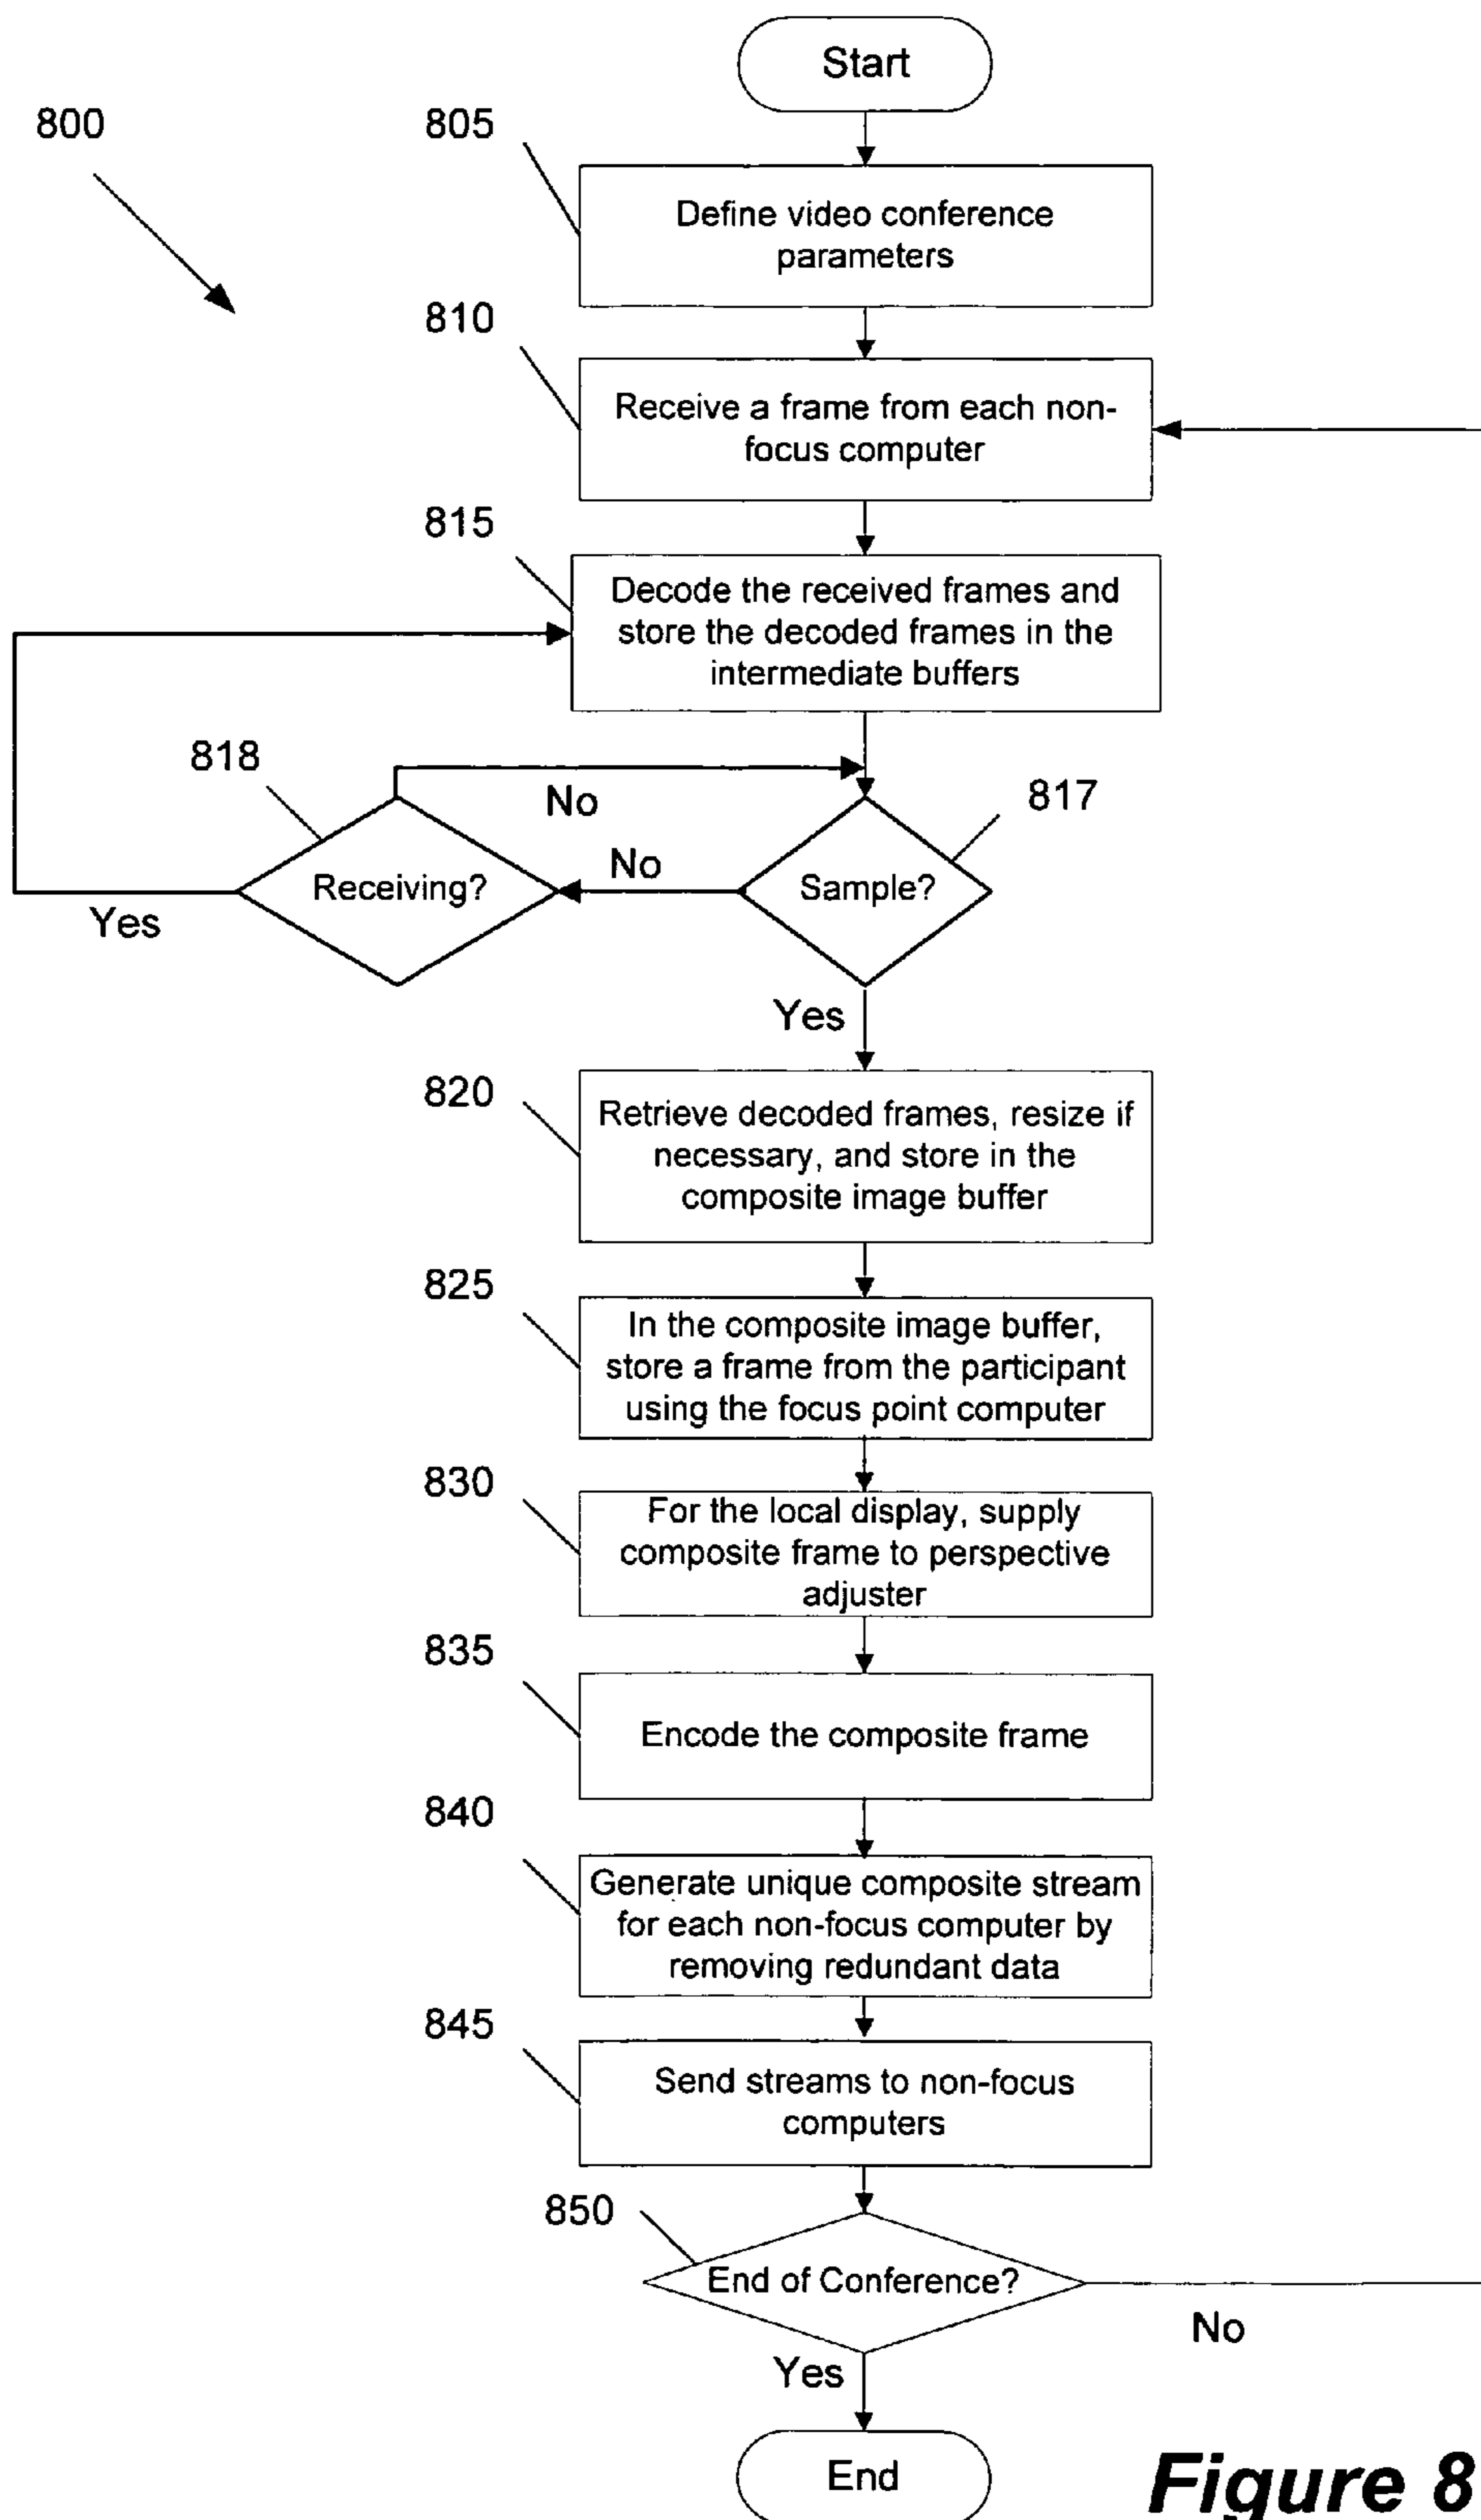 Start
800
805
Define video conference
parameters
810
Receive a frame from each non-
focus computer
815
Decode the received frames and
store the decoded frames in the
intermediate buffers
818
No
817
Receiving?
No
Sample?
Yes
Yes
820
Retrieve decoded frames, resize if
necessary, and store in the
composite image buffer
825
In the composite image buffer,
store a frame from the participant
using the focus point computer
830
For the local display, supply
composite frame to perspective
adjuster
835
Encode the composite frame
840
Generate unique composite stream
for each non-focus computer by
removing redundant data
845
Send streams to non-focus
computers
850
End of Conference?
No
Yes
End
Figure 8